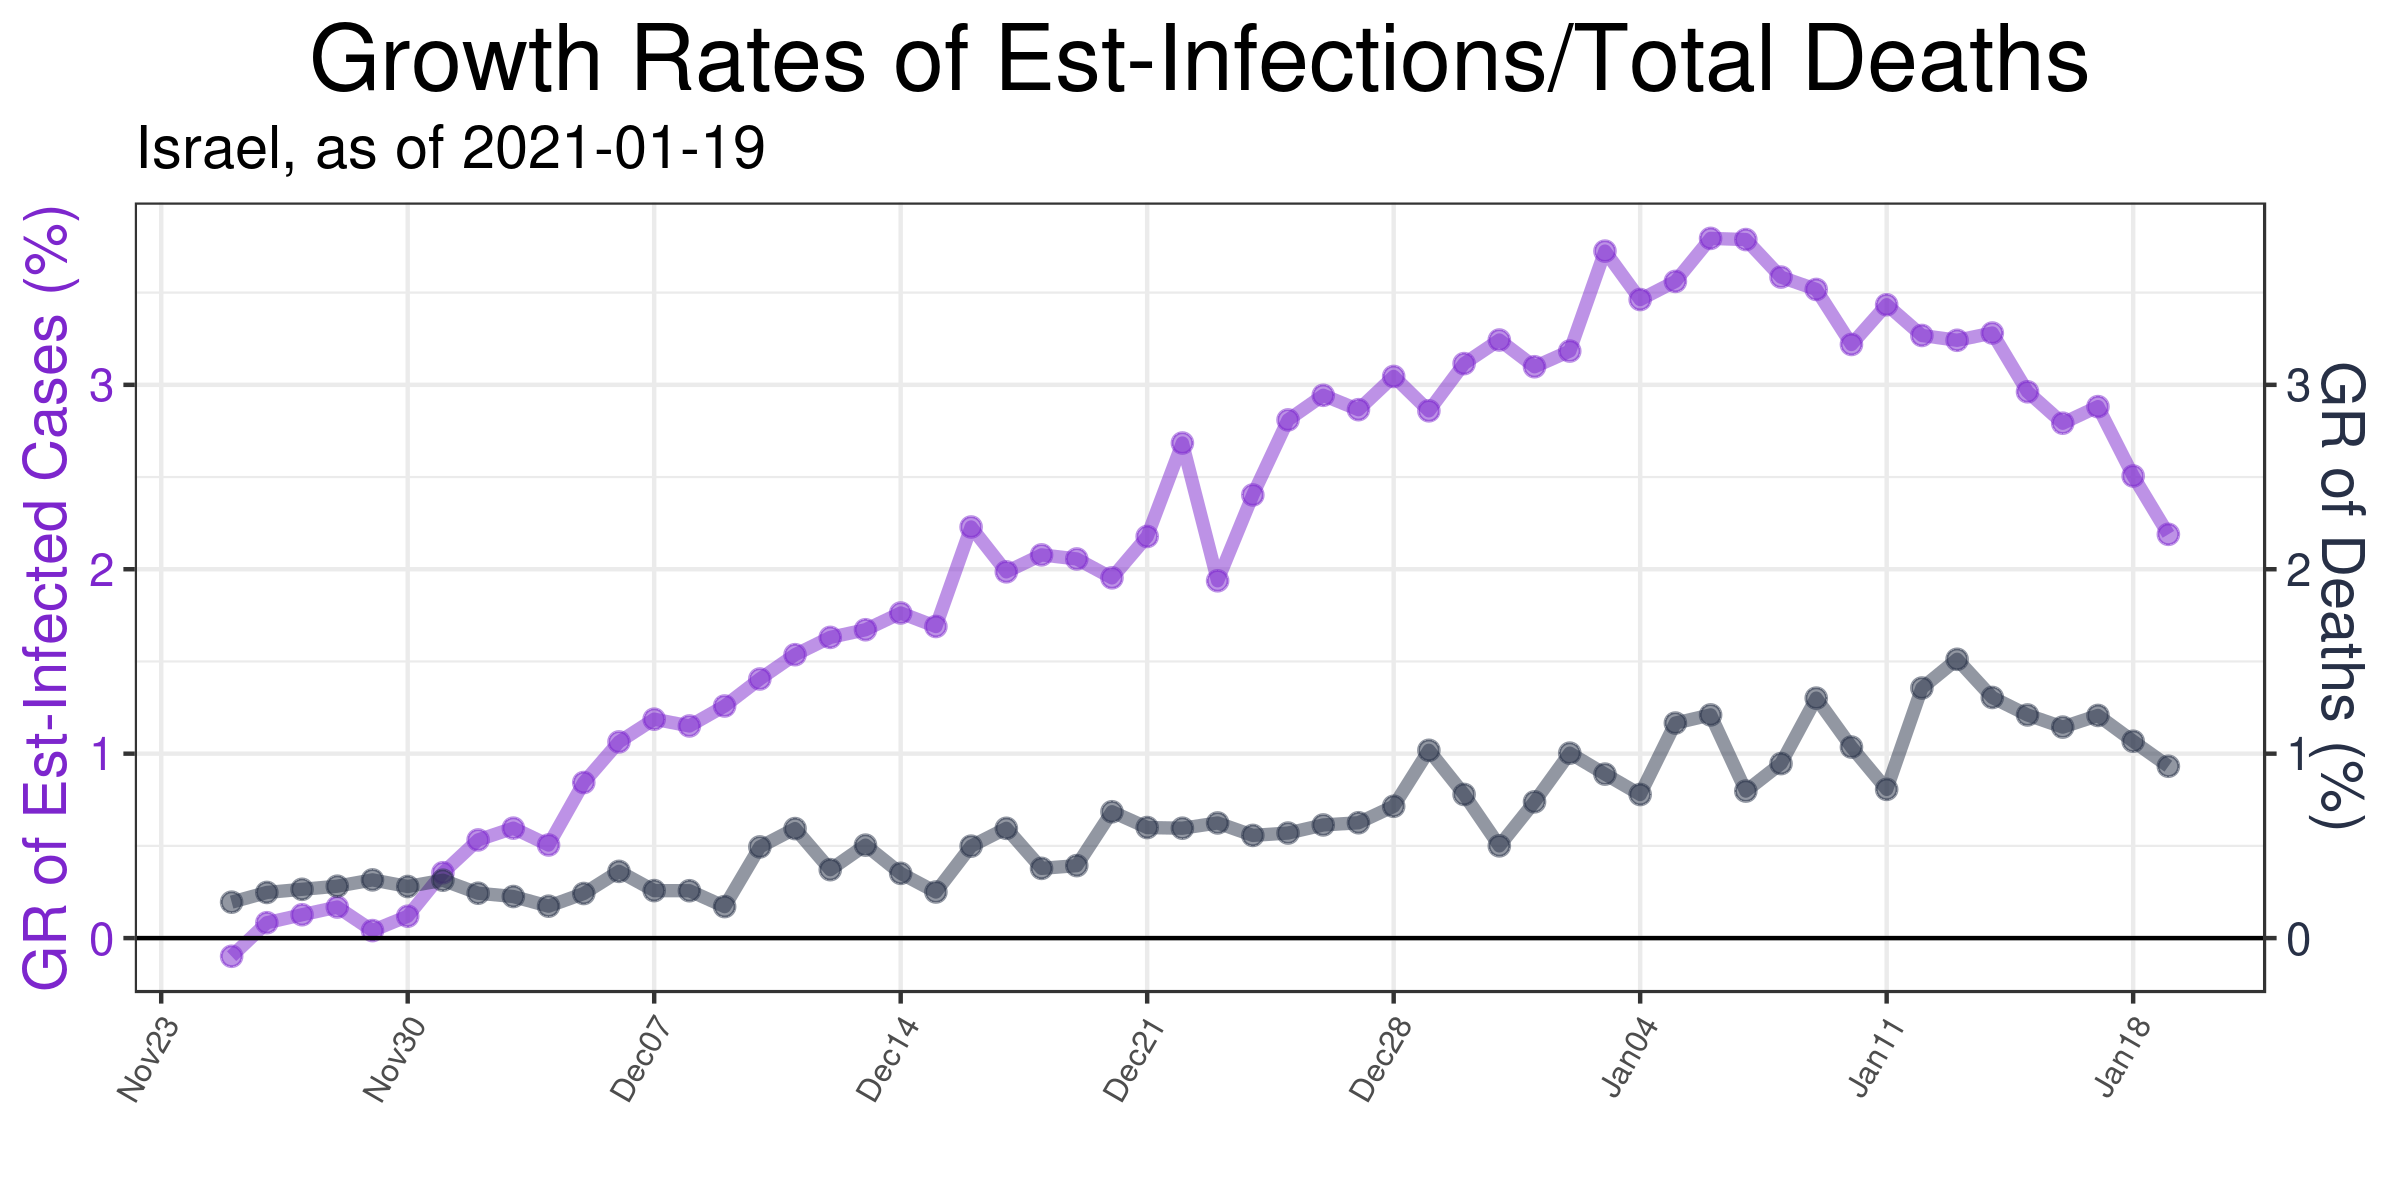 Growth Rates of Est-Infections/Total Deaths
Israel, as of 2021-01-19
GR of Est-Infected Cases (%)
3
2
1
0
3
2
1
0
GR of Deaths (%)
Nov23
Nov30
Dec07
Dec14
Dec21
Dec28
Jan04
Jan11
Jan18